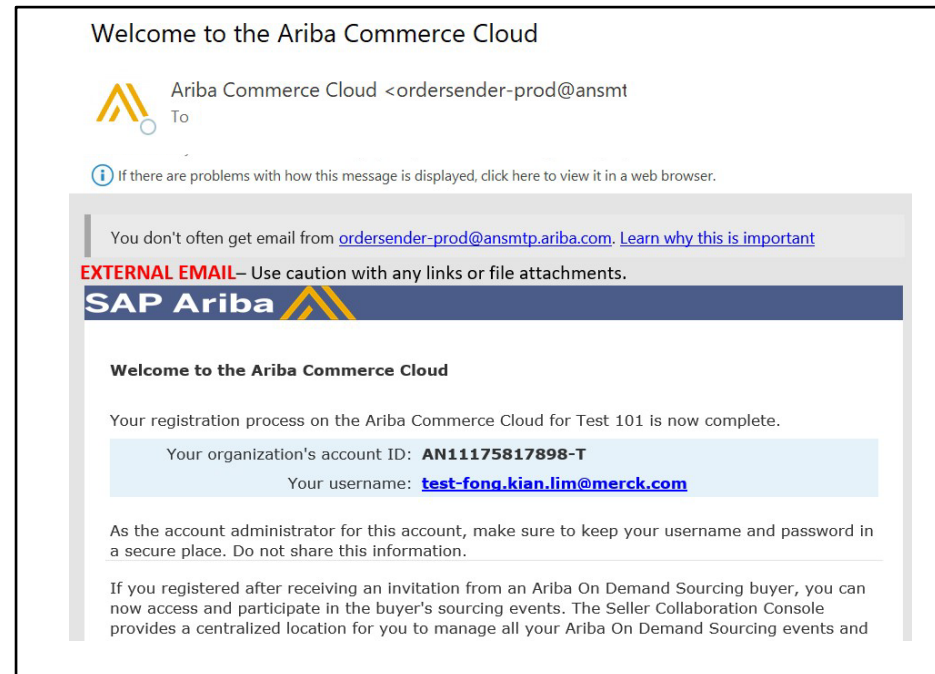 Welcome to the Ariba Commerce Cloud
Ariba Commerce Cloud <ordersender-prod@ansmt
To
If there are problems with how this message is displayed, click here to view it in a web browser.
You don't often get email from ordersender-prod@ansmtp.ariba.com. Learn why this is important
EXTERNAL EMAIL– Use caution with any links or file attachments.
SAP Ariba
Welcome to the Ariba Commerce Cloud
Your registration process on the Ariba Commerce Cloud for Test 101 is now complete.
Your organization's account ID: AN11175817898-T
Your username: test-fong.kian.lim@merck.com
As the account administrator for this account, make sure to keep your username and password in
a secure place. Do not share this information.
If you registered after receiving an invitation from an Ariba On Demand Sourcing buyer, you can
now access and participate in the buyer's sourcing events. The Seller Collaboration Console
provides a centralized location for you to manage all your Ariba On Demand Sourcing events and